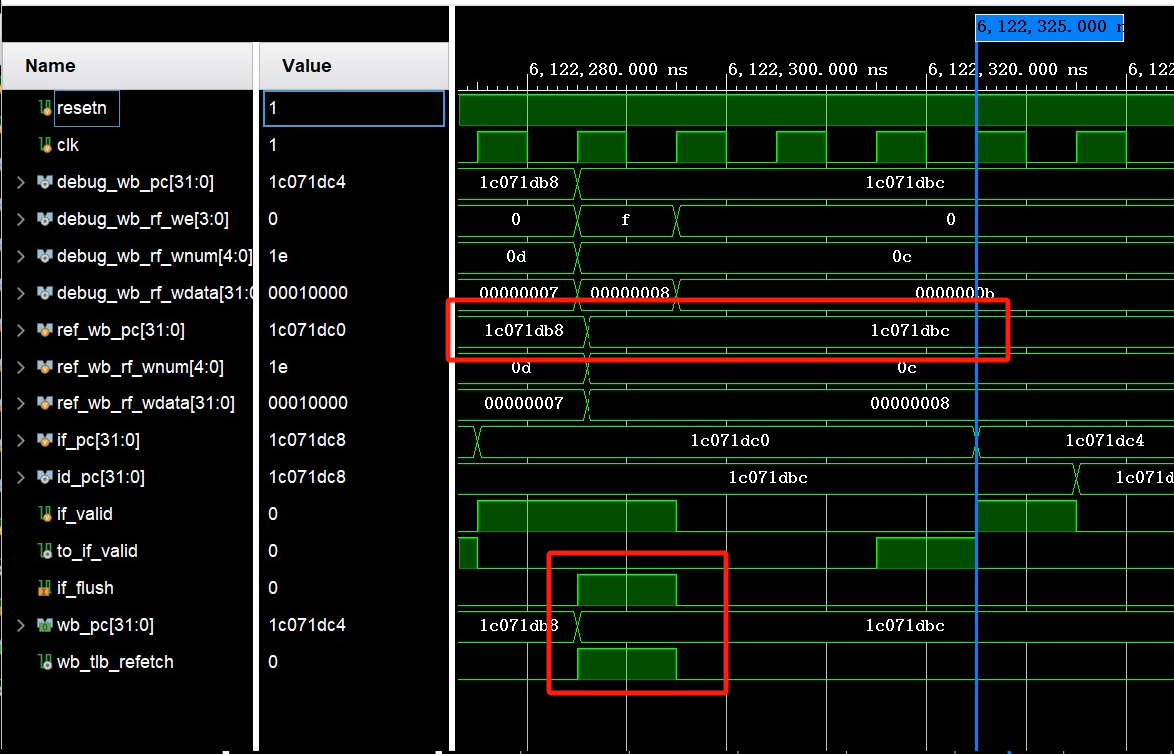 6,122,325.000 n
Name Value
6,122,280.000 ns 6,122,300.000 ns 6,122,320.000 ns 6,122
resetn 1
clk 1
debug_wb_pc[31:0] 1c071dc4 1c071db8 1c071dbc
debug_wb_rf_we[3:0] 0 0 f 0
debug_wb_rf_wnum[4:0] 1e 0d 0c
debug_wb_rf_wdata[31:0 00010000 00000007 00000008 0000000b
ref_wb_pc[31:0] 1c071dc0 1c071db8 1c071dbc
ref_wb_rf_wnum[4:0] 1e 0d 0c
ref_wb_rf_wdata[31:0] 00010000 00000007 00000008
if_pc[31:0] 1c071dc8 1c071dc0 1c071dc4
id_pc[31:0] 1c071dc8 1c071dbc 1c071d
if_valid 0
to_if_valid 0
if_flush 0
wb_pc[31:0] 1c071dc4 1c071db8 1c071dbc
wb_tlb_refetch 0